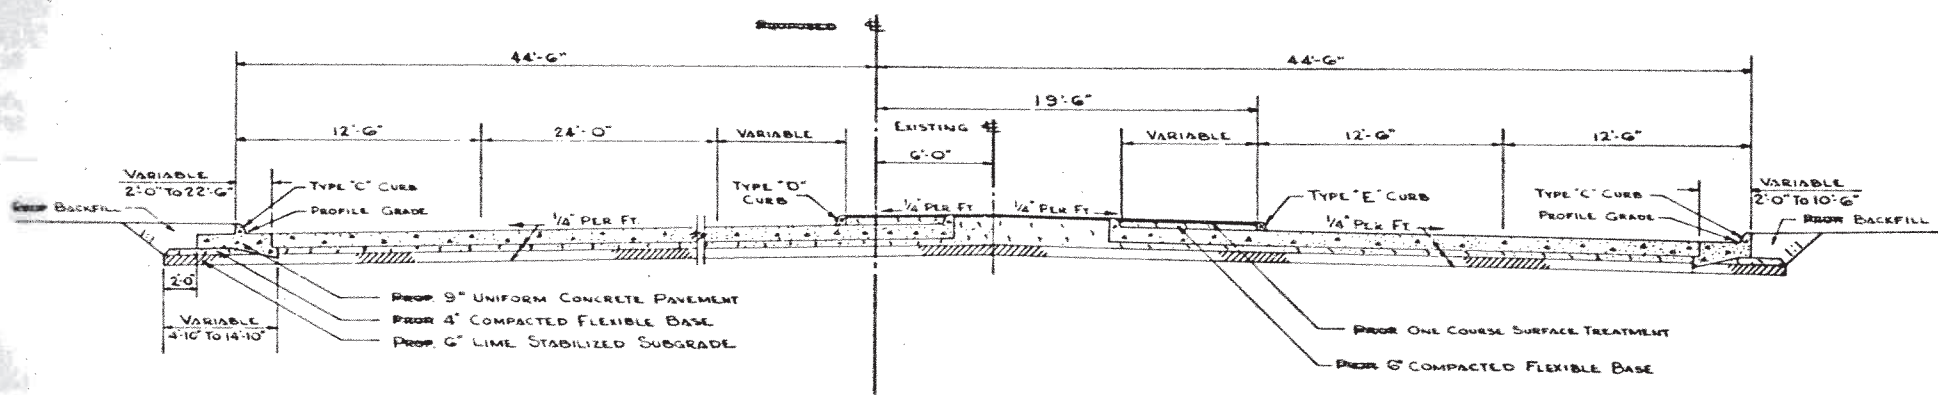 PROPOSED ℄
44'-6"
44'-6"
19'-6"
12'-6"
24'-0"
VARIABLE
EXISTING ℄
VARIABLE
12'-6"
12'-6"
6'-0"
VARIABLE
2'-0" TO 22'-6"
TYPE "C" CURB
PROFILE GRADE
TYPE "D"
CURB
TYPE "E" CURB
TYPE "C" CURB
PROFILE GRADE
VARIABLE
2'-0" TO 10'-6"
PROP. BACKFILL
PROP. BACKFILL
1/4" PER FT.
1/4" PER FT.
1/4" PER FT.
1/4" PER FT.
2'-0"
VARIABLE
4'-10" TO 14'-10"
PROP. 9" UNIFORM CONCRETE PAVEMENT
PROP. 4" COMPACTED FLEXIBLE BASE
PROP. 6" LIME STABILIZED SUBGRADE
PROP. ONE COURSE SURFACE TREATMENT
PROP. 6" COMPACTED FLEXIBLE BASE